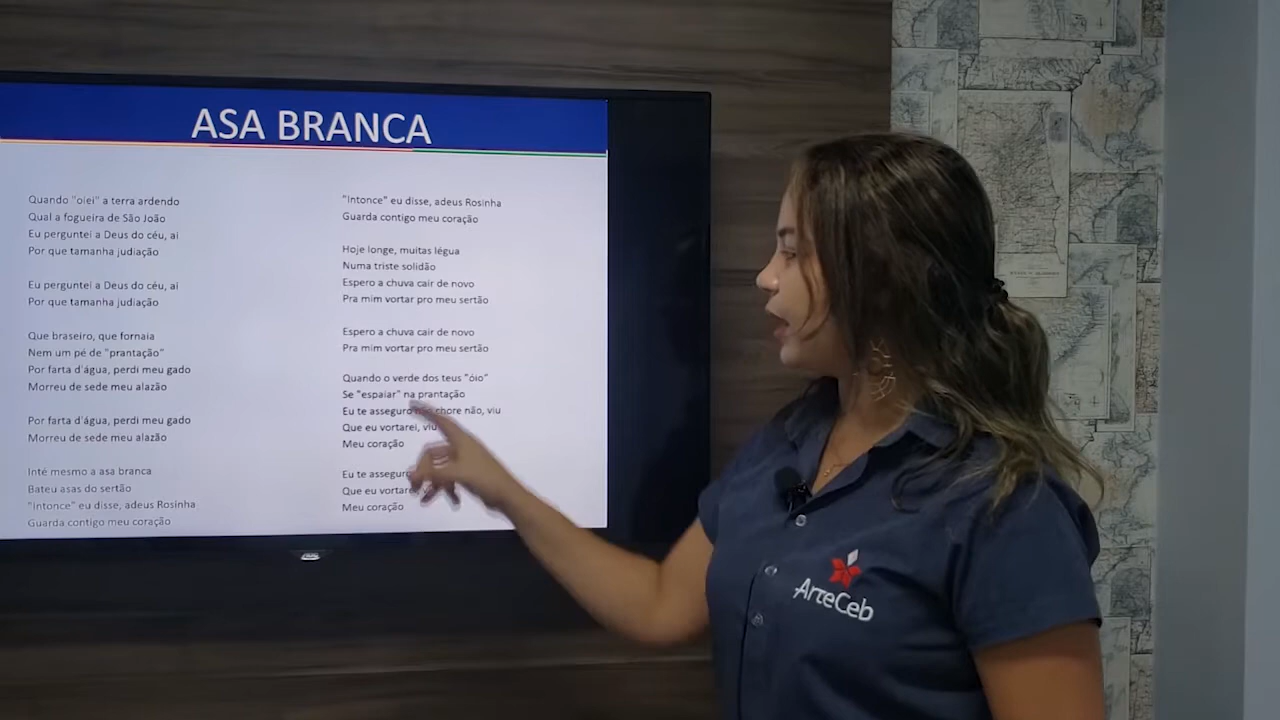 ASA BRANCA
Quando "oiei" a terra ardendo
Qual a fogueira de São João
Eu perguntei a Deus do céu, ai
Por que tamanha judiação
Eu perguntei a Deus do céu, ai
Por que tamanha judiação
Que braseiro, que fornaia
Nem um pé de "prantação"
Por farta d'água, perdi meu gado
Morreu de sede meu alazão
Por farta d'água, perdi meu gado
Morreu de sede meu alazão
Inté mesmo a asa branca
Bateu asas do sertão
"Intonce" eu disse, adeus Rosinha
Guarda contigo meu coração
"Intonce" eu disse, adeus Rosinha
Guarda contigo meu coração
Hoje longe, muitas légua
Numa triste solidão
Espero a chuva cair de novo
Pra mim vortar pro meu sertão
Espero a chuva cair de novo
Pra mim vortar pro meu sertão
Quando o verde dos teus "óio"
Se "espaiar" na prantação
Eu te asseguro não chore não, viu
Que eu vortarei, viu
Meu coração
Eu te asseguro
Que eu vortarei
Meu coração
ArteCeb